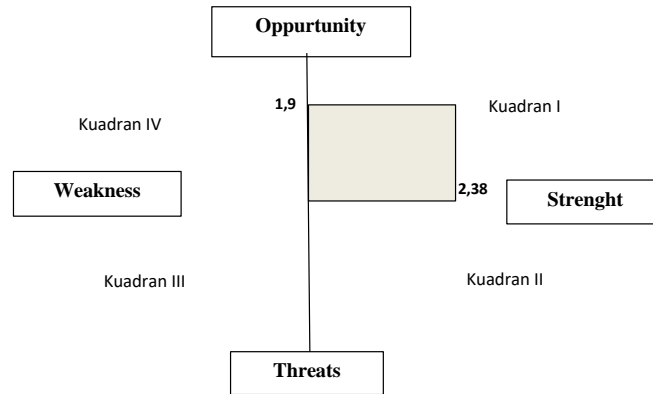 Oppurtunity
1,9
Kuadran I
Kuadran IV
Weakness
2,38
Strenght
Kuadran III
Kuadran II
Threats